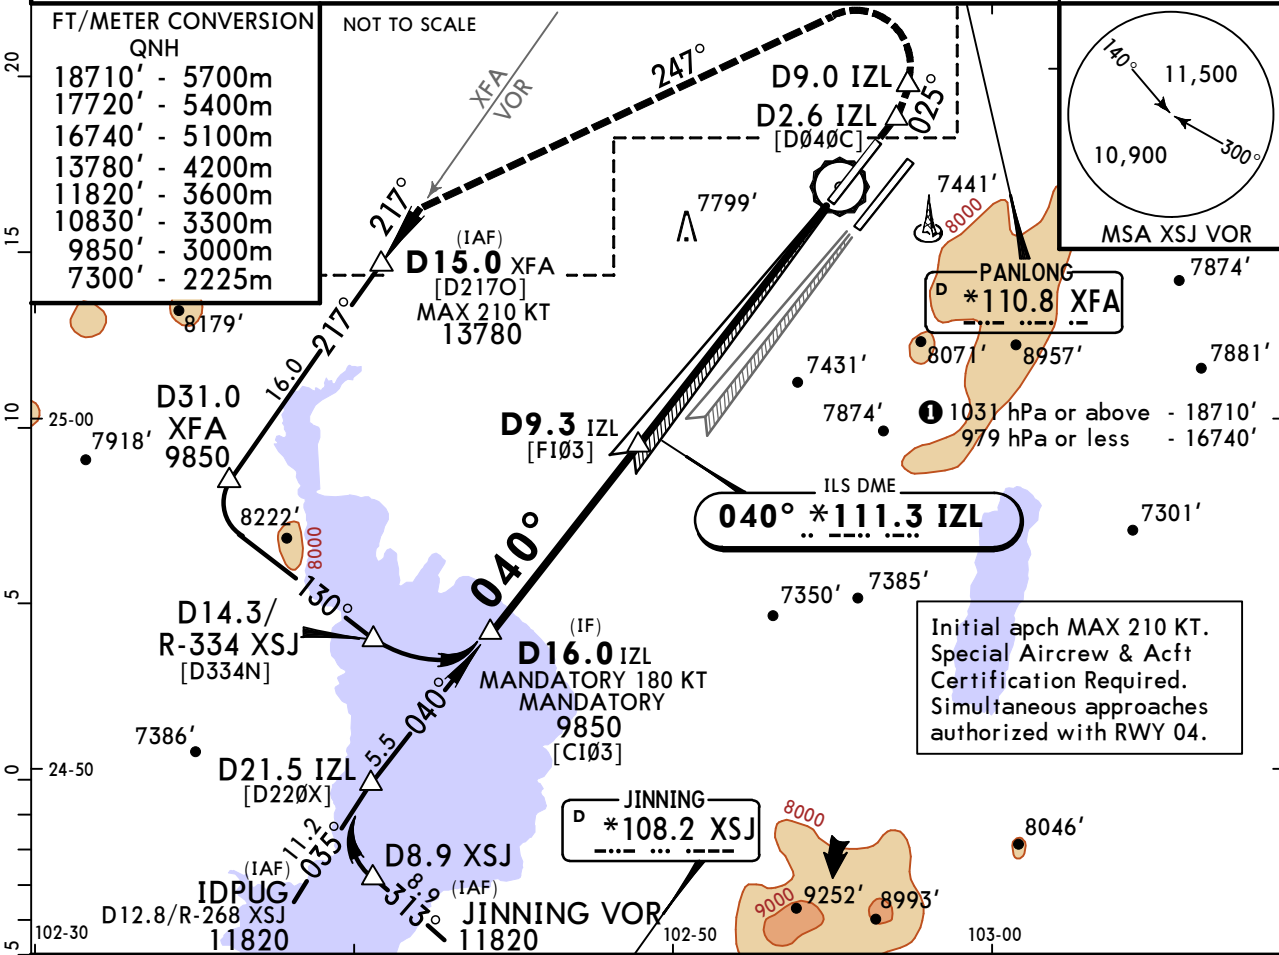 FT/METER CONVERSION
QNH
18710' - 5700m
17720' - 5400m
16740' - 5100m
13780' - 4200m
11820' - 3600m
10830' - 3300m
9850' - 3000m
7300' - 2225m
NOT TO SCALE
XFA
VOR
247°
D9.0 IZL
D2.6 IZL
[DØ4ØC]
025°
140°
11,500
10,900
300°
MSA XSJ VOR
20
15
10
5
0
5
217°
(IAF)
D15.0 XFA
[D217O]
MAX 210 KT
13780
7799'
7441'
8000
PANLONG
D *110.8 XFA
7874'
8179'
217°
16.0
8071'
8957'
7881'
7431'
7874'
D31.0
XFA
9850
25-00
7918'
D9.3 IZL
[FIØ3]
1 1031 hPa or above - 18710'
979 hPa or less - 16740'
ILS DME
040° *111.3 IZL
8222'
8000
7301'
040°
130°
7350'
7385'
D14.3/
R-334 XSJ
[D334N]
(IF)
D16.0 IZL
MANDATORY 180 KT
MANDATORY
9850
[CIØ3]
Initial apch MAX 210 KT.
Special Aircrew & Acft
Certification Required.
Simultaneous approaches
authorized with RWY 04.
7386'
040°
5.5
24-50
D21.5 IZL
[D22ØX]
JINNING
D *108.2 XSJ
8000
8046'
11.2
035°
D8.9 XSJ
(IAF)
IDPUG
D12.8/R-268 XSJ
11820
8.9
313°
(IAF)
JINNING VOR
11820
9000
9252'
8993'
102-30
102-50
103-00